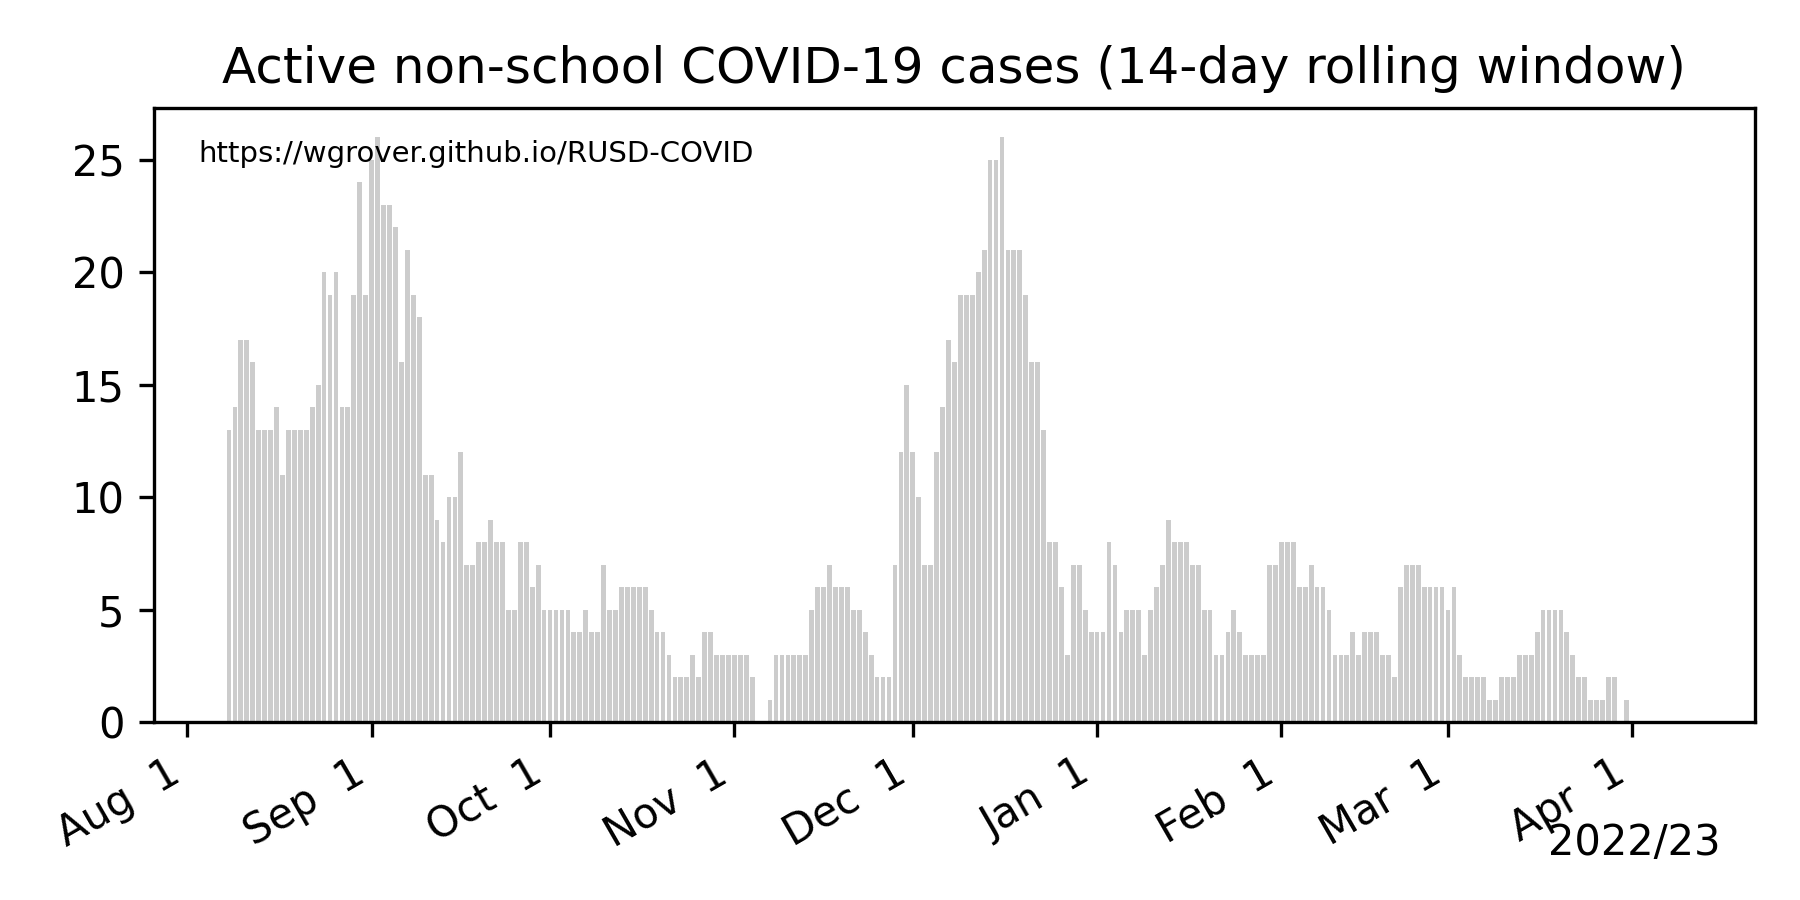 Active non-school COVID-19 cases (14-day rolling window)
https://wgrover.github.io/RUSD-COVID
25
20
15
10
5
0
Aug 1
Sep 1
Oct 1
Nov 1
Dec 1
Jan 1
Feb 1
Mar 1
Apr 1
2022/23